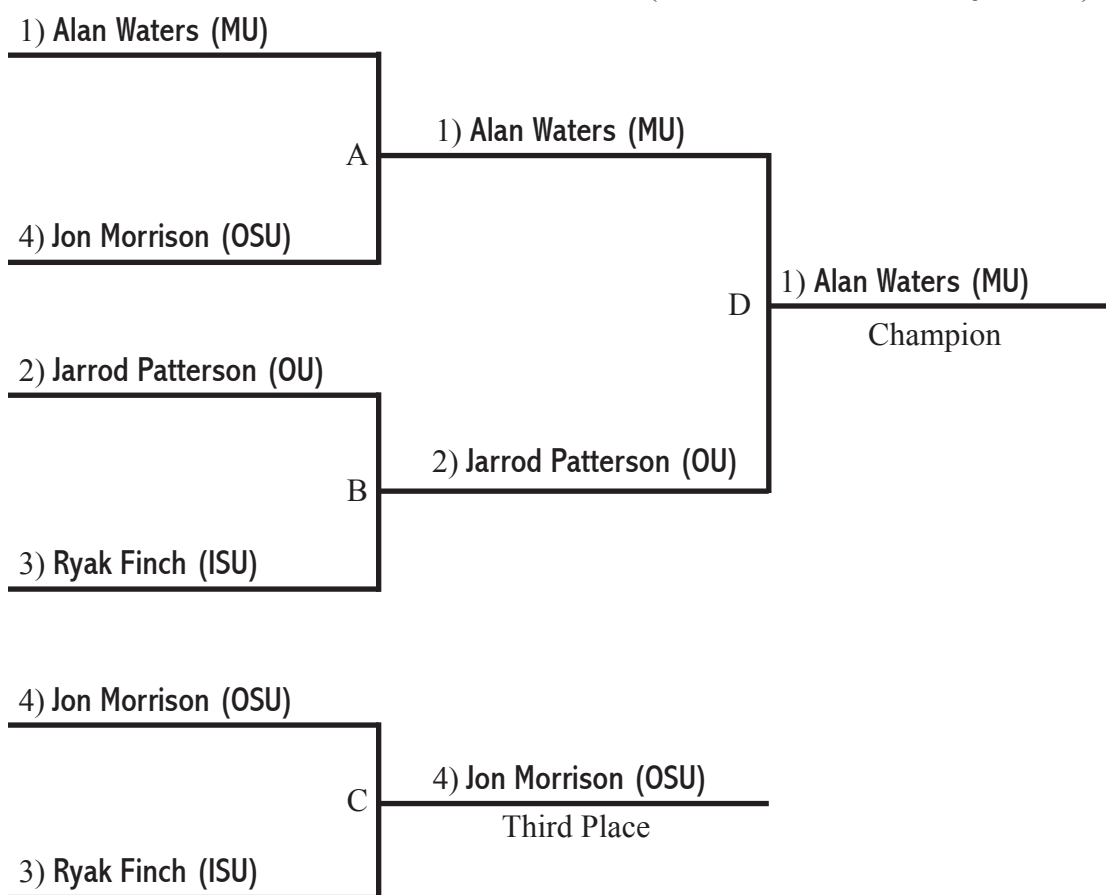 1) Alan Waters (MU)
A
1) Alan Waters (MU)
4) Jon Morrison (OSU)
D
1) Alan Waters (MU)
Champion
2) Jarrod Patterson (OU)
B
2) Jarrod Patterson (OU)
3) Ryak Finch (ISU)
4) Jon Morrison (OSU)
C
4) Jon Morrison (OSU)
Third Place
3) Ryak Finch (ISU)